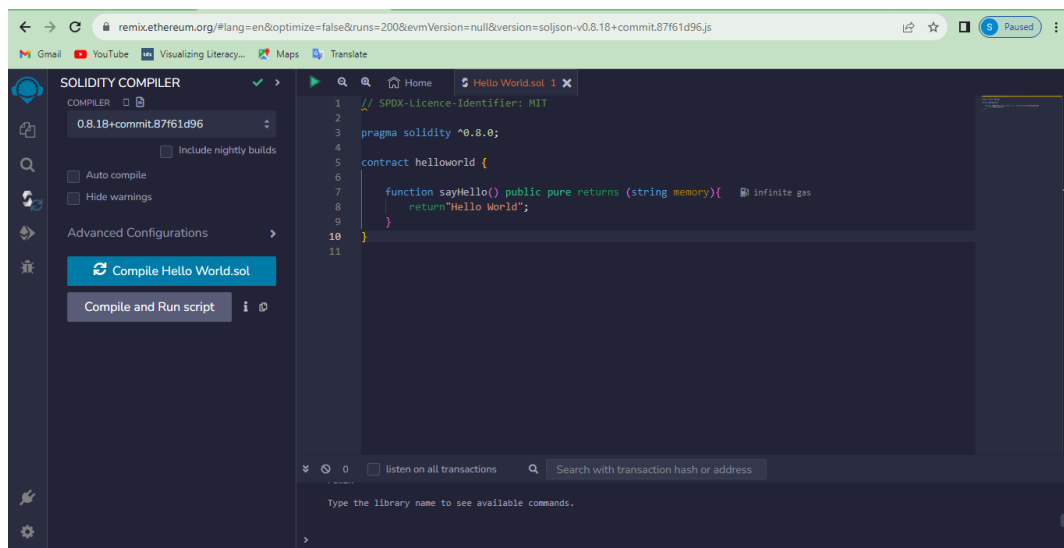 remix.ethereum.org/#lang=en&optimize=false&runs=200&evmVersion=null&version=soljson-v0.8.18+commit.87f61d96.js
S Paused
Gmail YouTube tds Visualizing Literacy... Maps Translate
SOLIDITY COMPILER
COMPILER
0.8.18+commit.87f61d96
Include nightly builds
Auto compile
Hide warnings
Advanced Configurations
Compile Hello World.sol
Compile and Run script i
Home Hello World.sol 1
1 // SPDX-Licence-Identifier: MIT
2
3 pragma solidity ^0.8.0;
4
5 contract helloworld {
6
7 function sayHello() public pure returns (string memory){ infinite gas
8 return"Hello World";
9 }
10 }
11
0 listen on all transactions Search with transaction hash or address
Type the library name to see available commands.
>